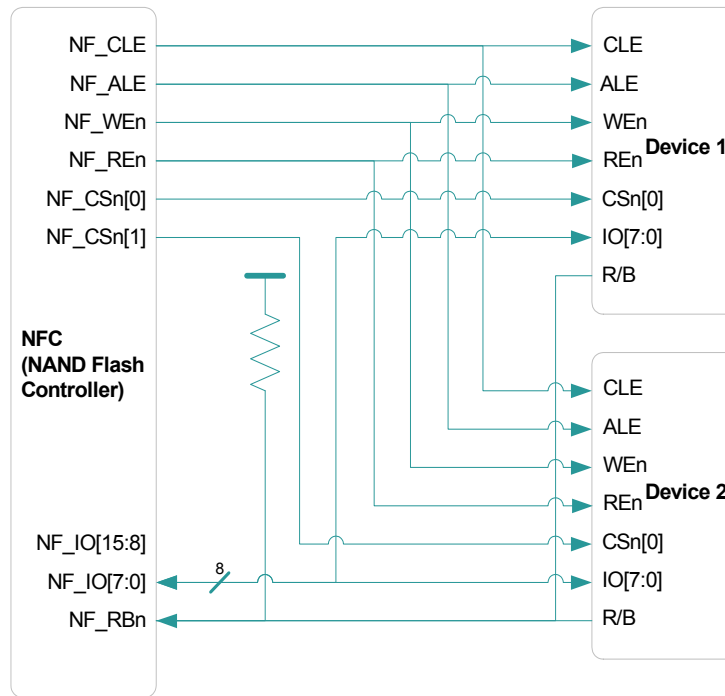 NF_CLE
NF_ALE
NF_WEn
NF_REn
NF_CSn[0]
NF_CSn[1]
NFC
(NAND Flash
Controller)
NF_IO[15:8]
NF_IO[7:0]
NF_RBn
8
CLE
ALE
WEn
REn
Device 1
CSn[0]
IO[7:0]
R/B
CLE
ALE
WEn
REn
Device 2
CSn[0]
IO[7:0]
R/B